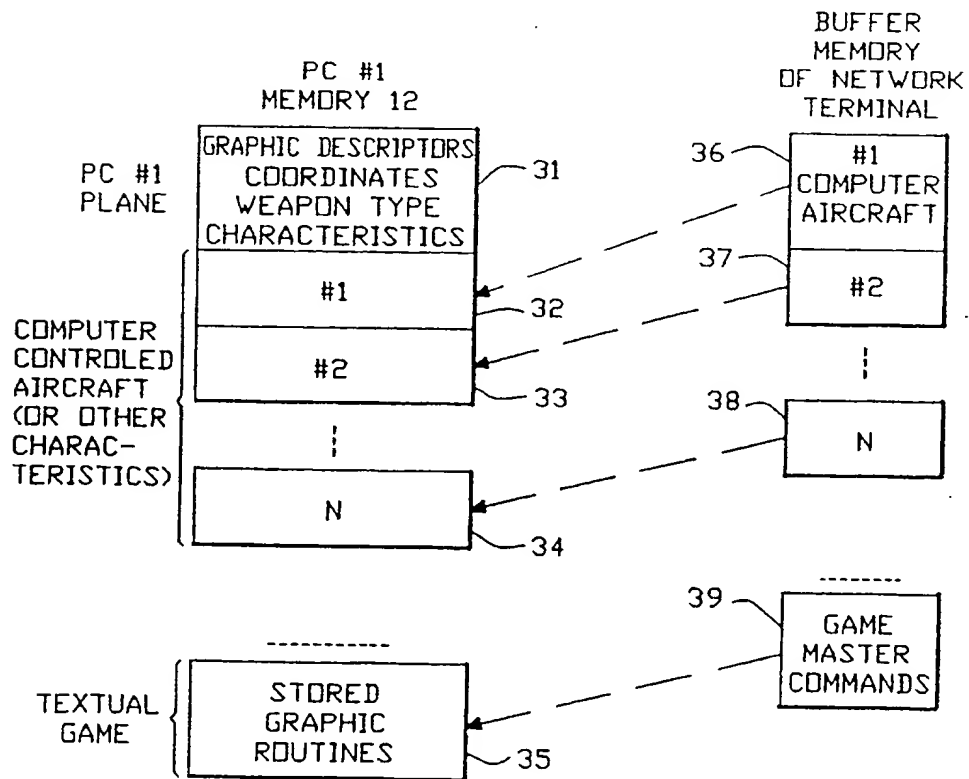 PC #1
MEMORY 12
PC #1
PLANE
GRAPHIC DESCRIPTORS
COORDINATES
WEAPON TYPE
CHARACTERISTICS
31
#1
32
#2
33
N
34
COMPUTER
CONTROLED
AIRCRAFT
(OR OTHER
CHARAC-
TERISTICS)
TEXTUAL
GAME
STORED
GRAPHIC
ROUTINES
35
BUFFER
MEMORY
OF NETWORK
TERMINAL
36
#1
COMPUTER
AIRCRAFT
37
#2
38
N
39
GAME
MASTER
COMMANDS